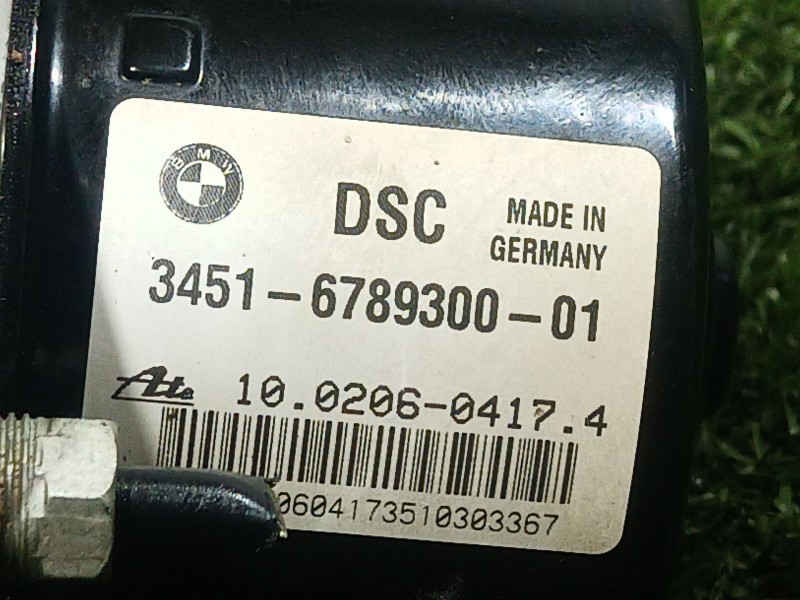 BMW
DSC
MADE IN
GERMANY
3451-6789300-01
Ate 10.0206-0417.4
0604173510303367